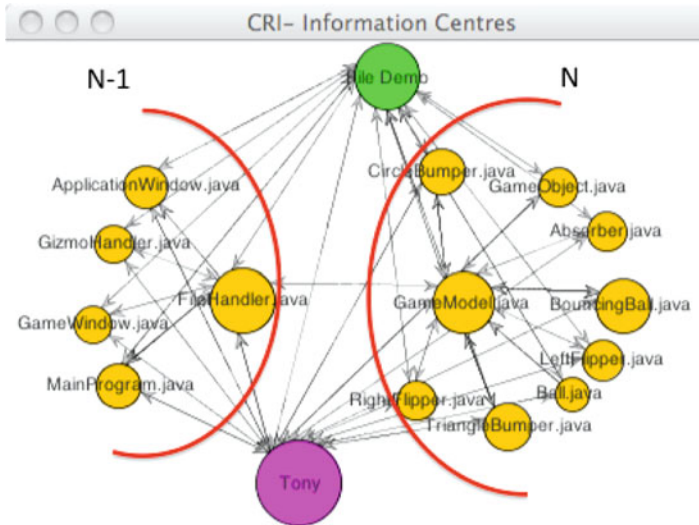 CRI- Information Centres
N-1
N
File Demo
ApplicationWindow.java
CircleBumper.java
GameObject.java
GizmoHandler.java
Absorber.java
FileHandler.java
GameModel.java
BouncingBall.java
GameWindow.java
LeftFlipper.java
MainProgram.java
RightFlipper.java
Ball.java
TriangleBumper.java
Tony